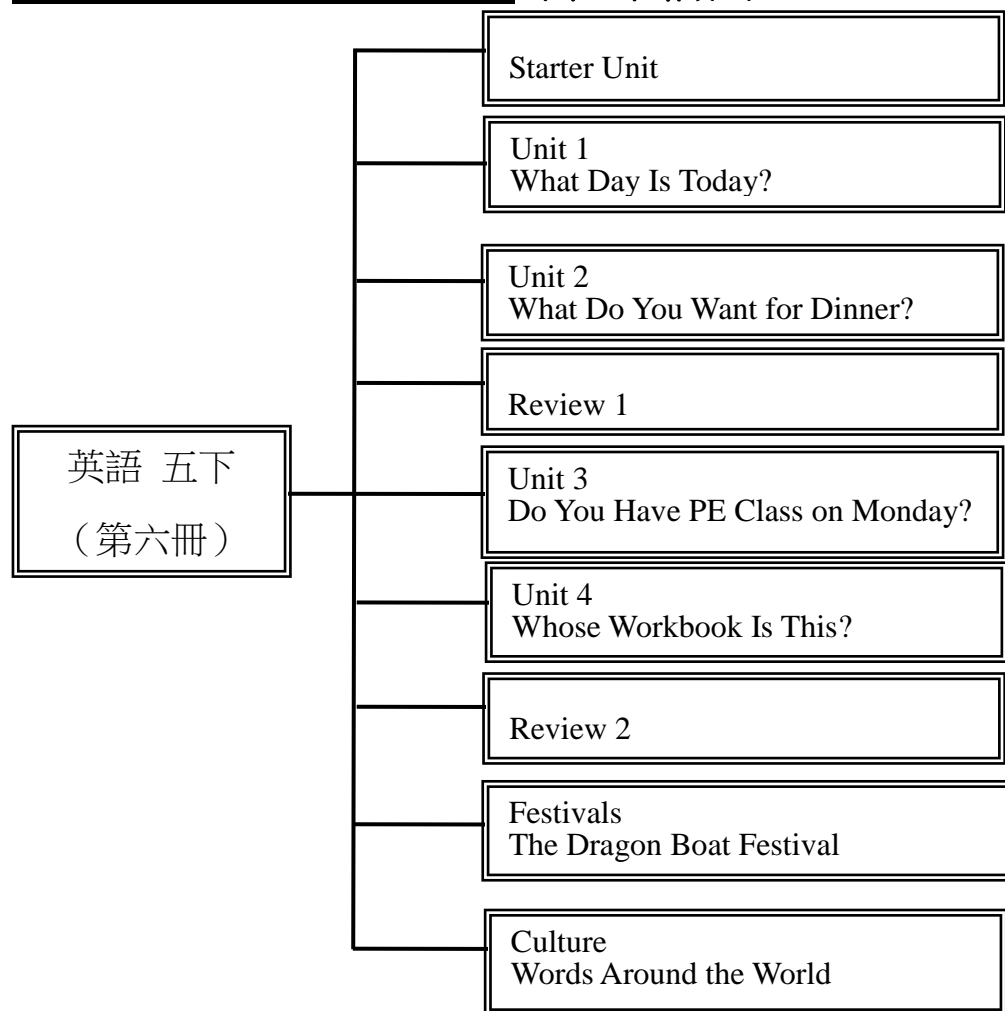 英語 五下
（第六冊）
Starter Unit
Unit 1
What Day Is Today?
Unit 2
What Do You Want for Dinner?
Review 1
Unit 3
Do You Have PE Class on Monday?
Unit 4
Whose Workbook Is This?
Review 2
Festivals
The Dragon Boat Festival
Culture
Words Around the World